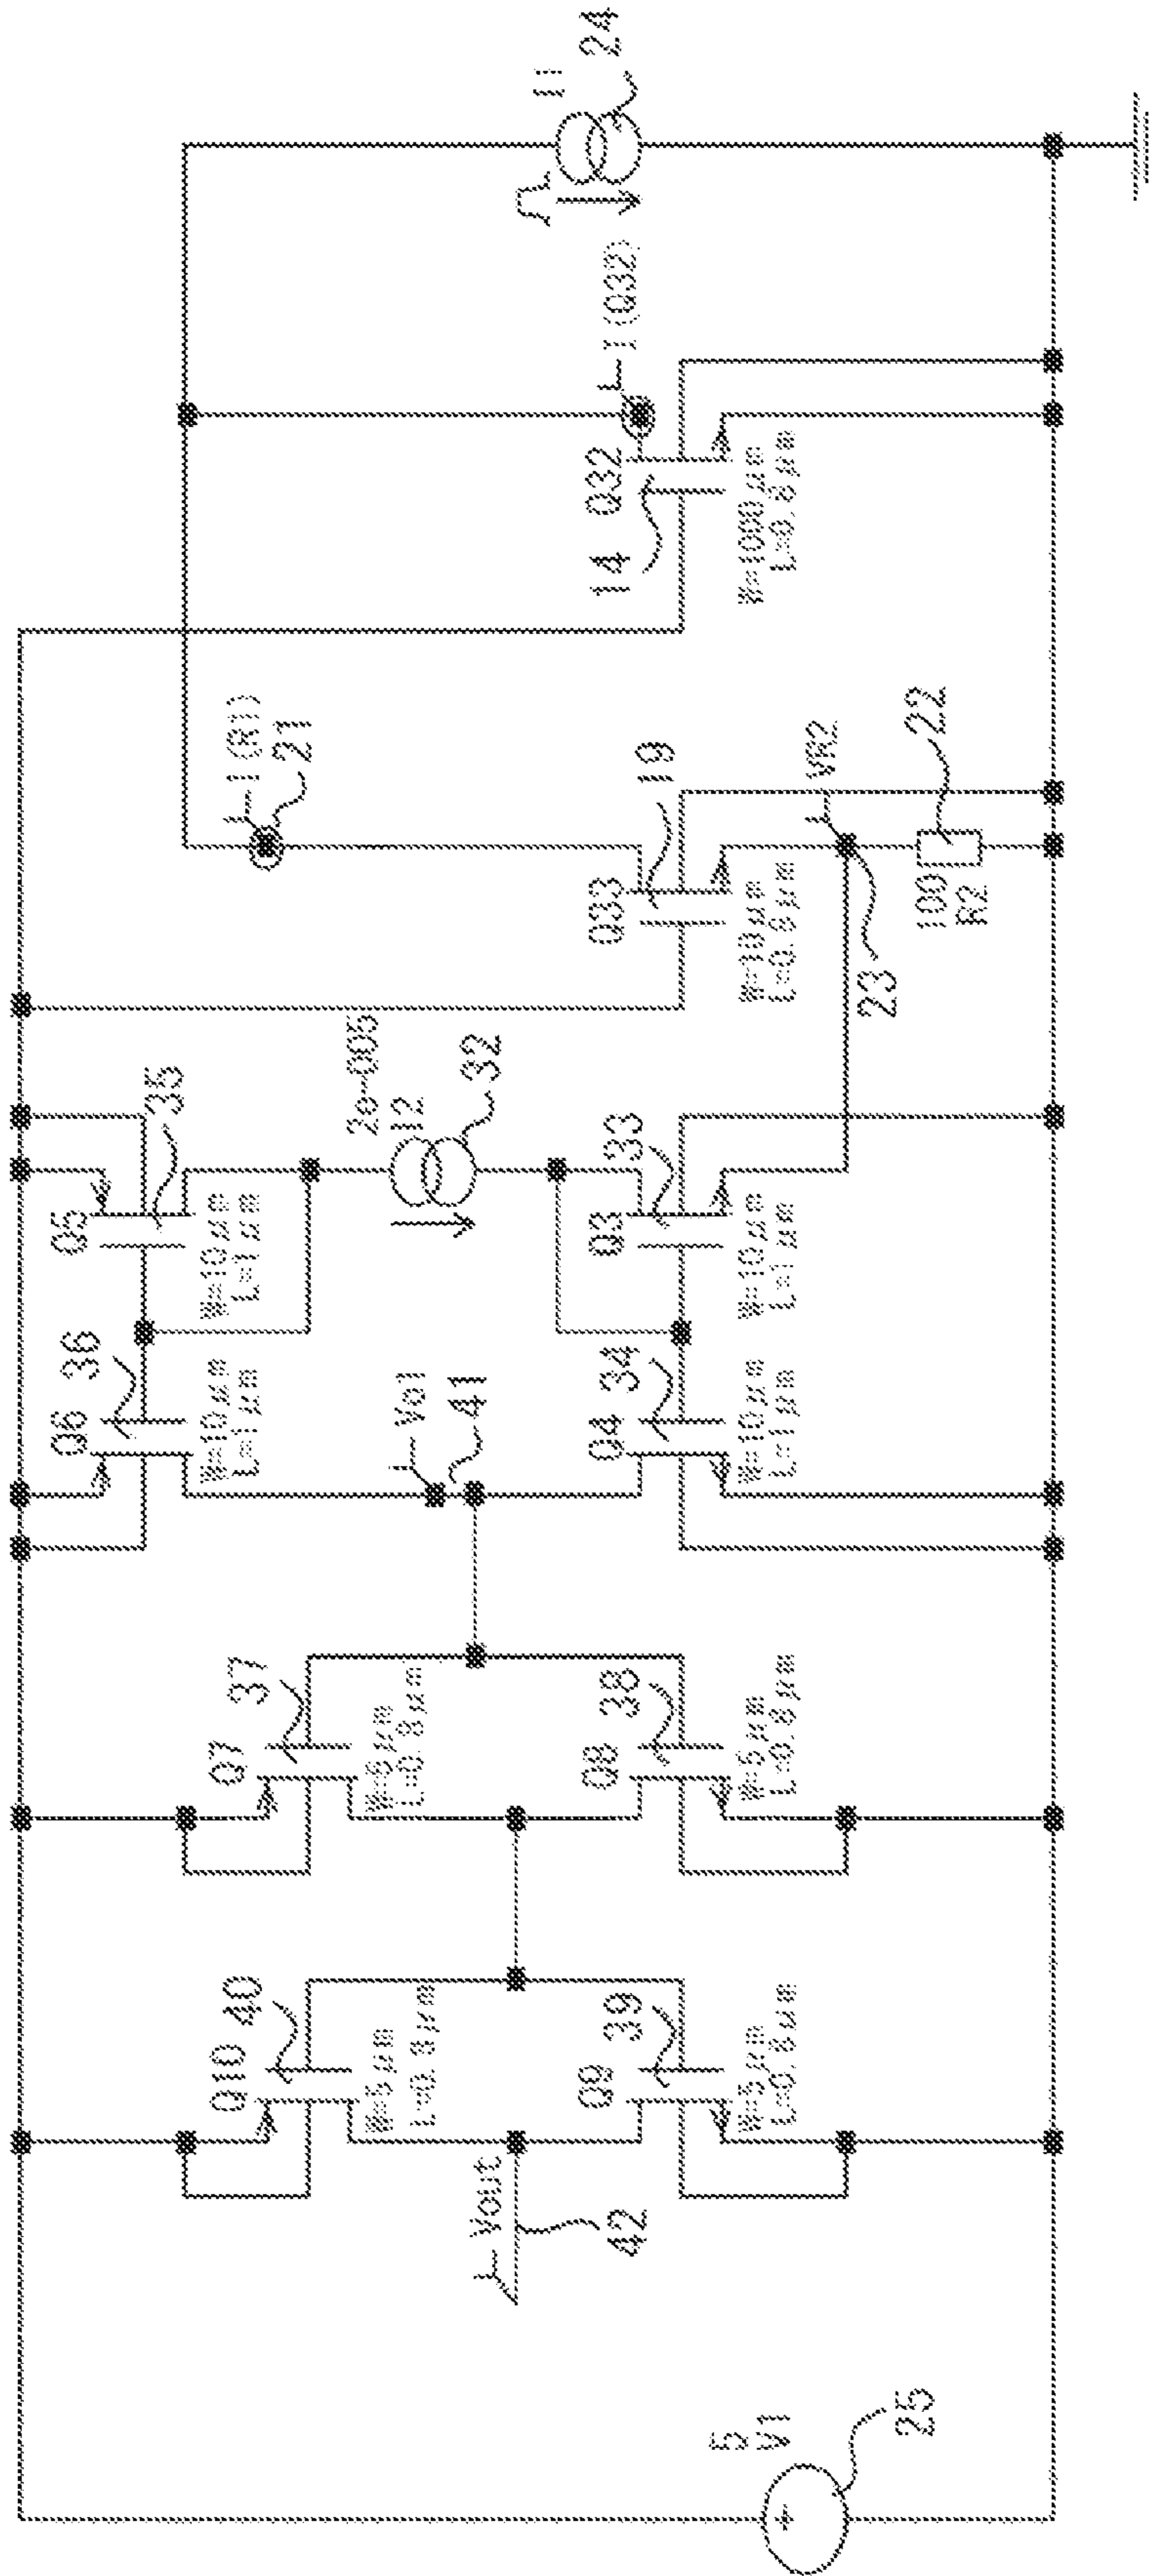 5
V1
25
Q10
40
W=5μm
L=0.8μm
Vout
42
Q9
39
W=5μm
L=0.8μm
Q7
37
W=5μm
L=0.8μm
Q8
38
W=5μm
L=0.8μm
Q6
36
W=10μm
L=1μm
Vo1
41
Q4
34
W=10μm
L=1μm
Q5
35
W=10μm
L=1μm
2e-005
I2
32
Q3
33
W=10μm
L=1μm
I(R1)
21
Q33
19
W=10μm
L=0.8μm
VR2
23
100
R2
22
I(Q32)
14
Q32
W=1000μm
L=0.8μm
I1
24